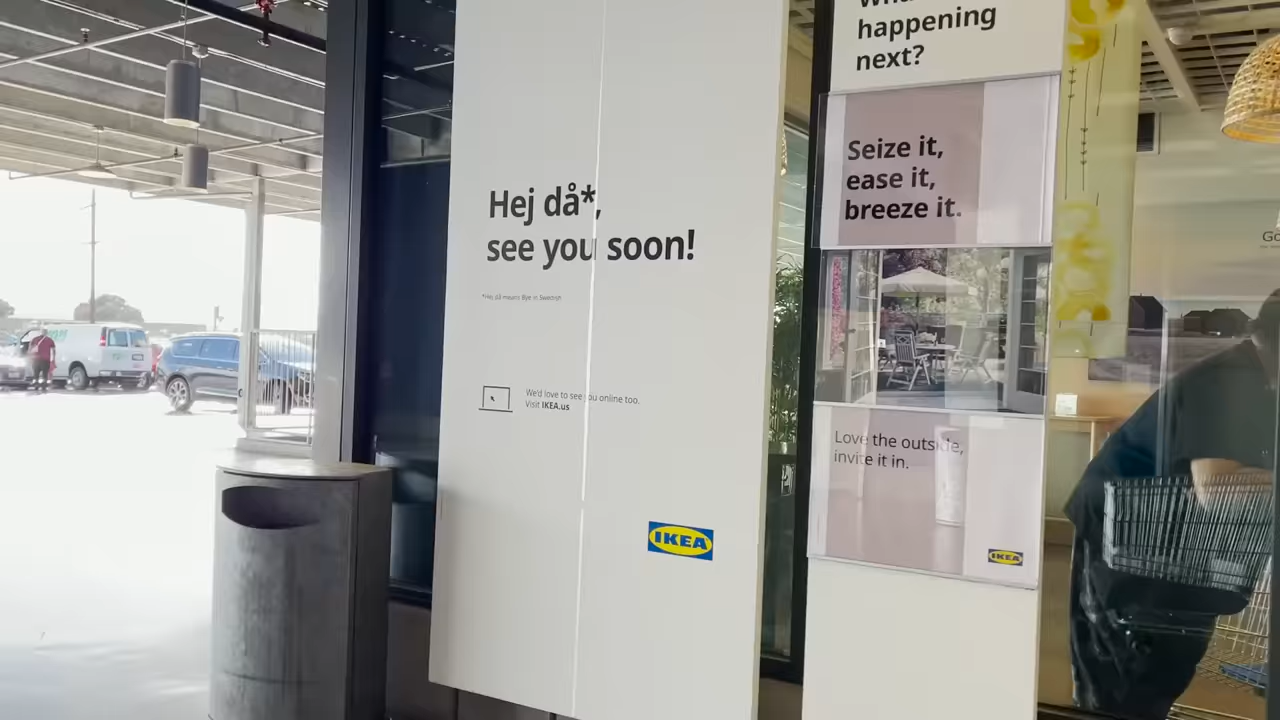 Hej då*,
see you soon!
*Hej då means Bye in Swedish
We'd love to see you online too.
Visit IKEA.us
IKEA
happening
next?
Seize it,
ease it,
breeze it.
Love the outside,
invite it in.
IKEA